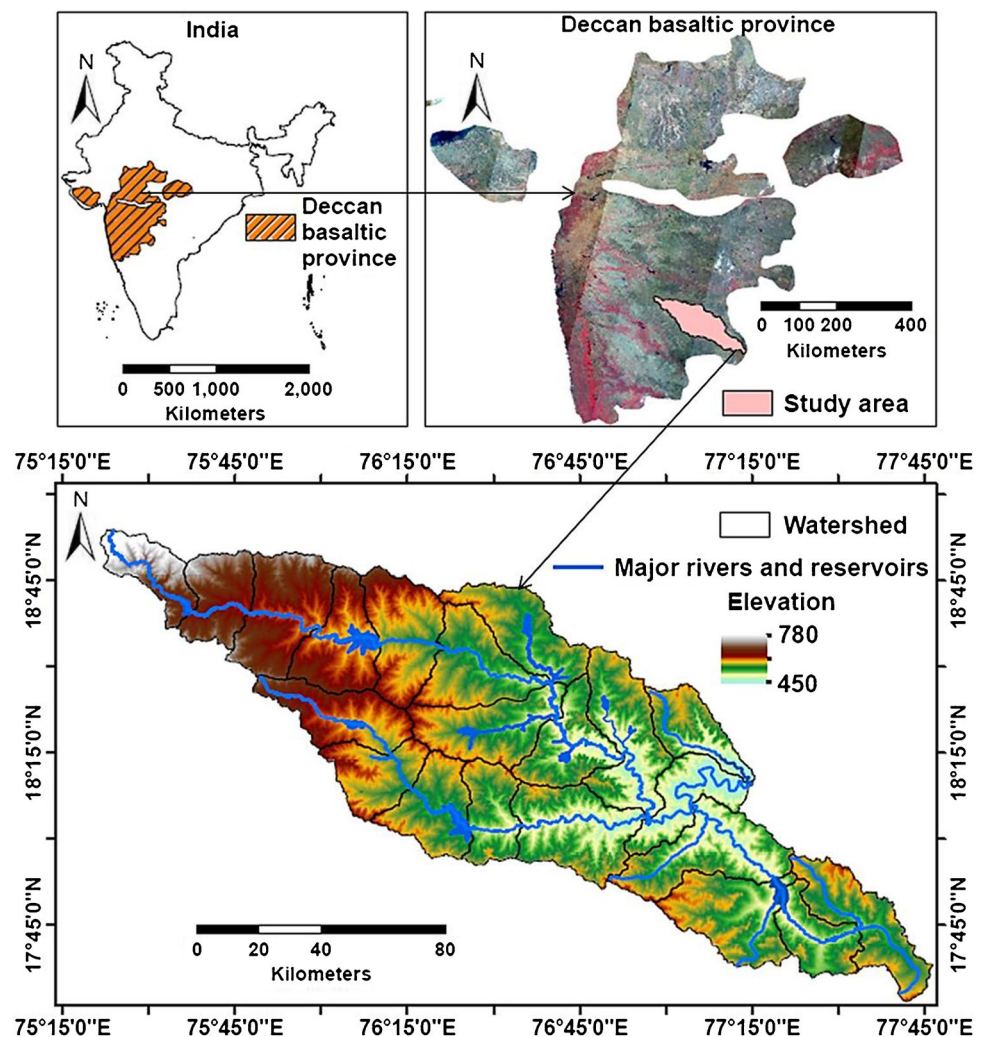 India
N
Deccan
basaltic
province
0 500 1,000 2,000
Kilometers
Deccan basaltic province
N
0 100 200 400
Kilometers
Study area
75°15'0"E 75°45'0"E 76°15'0"E 76°45'0"E 77°15'0"E 77°45'0"E
N
Watershed
Major rivers and reservoirs
Elevation
780
450
18°45'0"N
18°15'0"N
17°45'0"N
18°45'0"N
18°15'0"N
17°45'0"N
0 20 40 80
Kilometers
75°15'0"E 75°45'0"E 76°15'0"E 76°45'0"E 77°15'0"E 77°45'0"E